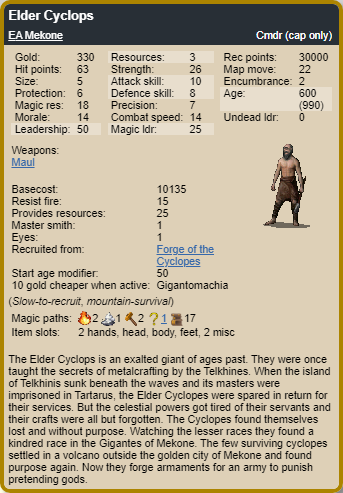 Elder Cyclops
EA Mekone Cmdr (cap only)
Gold: 330 Resources: 3 Rec points: 30000
Hit points: 63 Strength: 26 Map move: 22
Size: 5 Attack skill: 10 Encumbrance: 2
Protection: 6 Defence skill: 8 Age: 600
Magic res: 18 Precision: 7 (990)
Morale: 14 Combat speed: 14 Undead ldr: 0
Leadership: 50 Magic ldr: 25
Weapons:
Maul
Basecost: 10135
Resist fire: 15
Provides resources: 25
Master smith: 1
Eyes: 1
Recruited from: Forge of the
Cyclopes
Start age modifier: 50
10 gold cheaper when active: Gigantomachia
(Slow-to-recruit, mountain-survival)
Magic paths: 2 1 2 ? 1 17
Item slots: 2 hands, head, body, feet, 2 misc
The Elder Cyclops is an exalted giant of ages past. They were once
taught the secrets of metalcrafting by the Telkhines. When the island
of Telkhinis sunk beneath the waves and its masters were
imprisoned in Tartarus, the Elder Cyclopes were spared in return for
their services. But the celestial powers got tired of their servants and
their crafts were all but forgotten. The Cyclopes found themselves
lost and without purpose. Watching the lesser races they found a
kindred race in the Gigantes of Mekone. The few surviving cyclopes
settled in a volcano outside the golden city of Mekone and found
purpose again. Now they forge armaments for an army to punish
pretending gods.